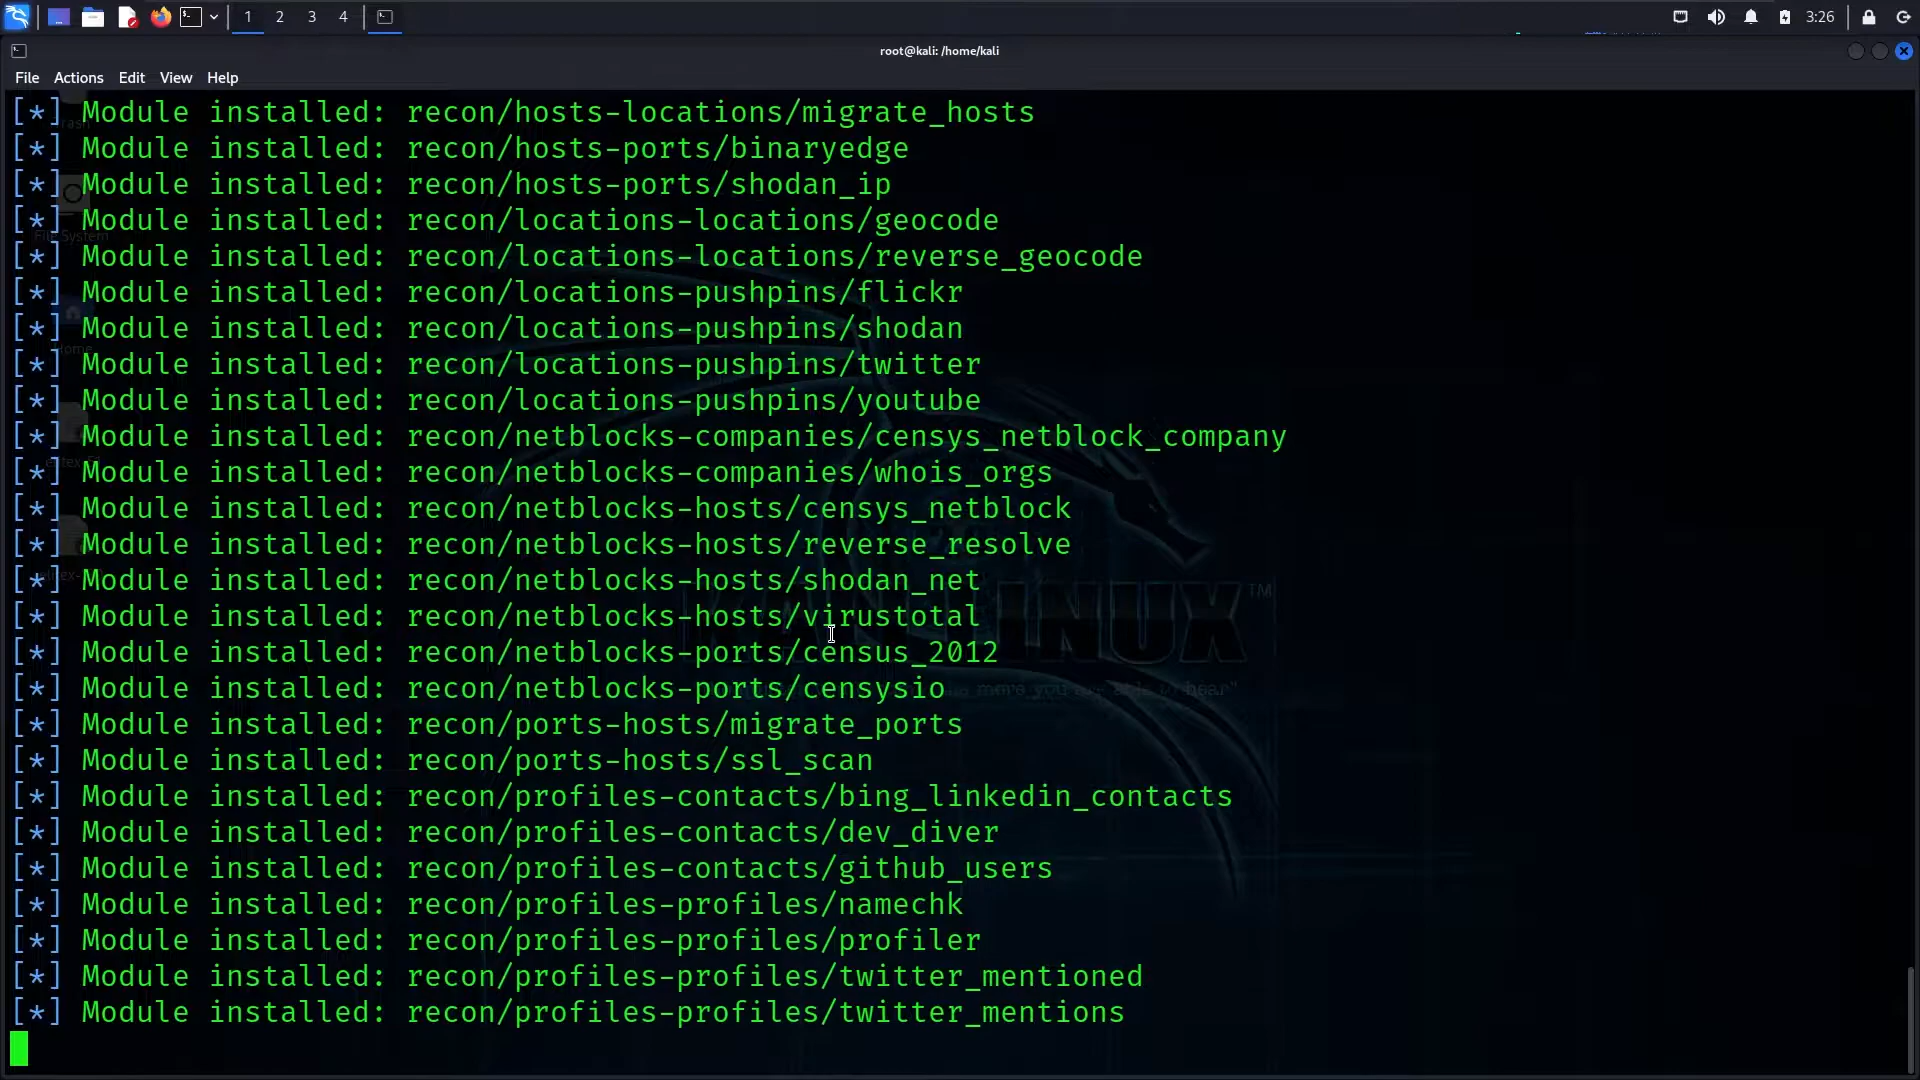 1 2 3 4 3:26
root@kali: /home/kali
File Actions Edit View Help
[*] Module installed: recon/hosts-locations/migrate_hosts
[*] Module installed: recon/hosts-ports/binaryedge
[*] Module installed: recon/hosts-ports/shodan_ip
[*] Module installed: recon/locations-locations/geocode
[*] Module installed: recon/locations-locations/reverse_geocode
[*] Module installed: recon/locations-pushpins/flickr
[*] Module installed: recon/locations-pushpins/shodan
[*] Module installed: recon/locations-pushpins/twitter
[*] Module installed: recon/locations-pushpins/youtube
[*] Module installed: recon/netblocks-companies/censys_netblock_company
[*] Module installed: recon/netblocks-companies/whois_orgs
[*] Module installed: recon/netblocks-hosts/censys_netblock
[*] Module installed: recon/netblocks-hosts/reverse_resolve
[*] Module installed: recon/netblocks-hosts/shodan_net
[*] Module installed: recon/netblocks-hosts/virustotal
[*] Module installed: recon/netblocks-ports/census_2012
[*] Module installed: recon/netblocks-ports/censysio
[*] Module installed: recon/ports-hosts/migrate_ports
[*] Module installed: recon/ports-hosts/ssl_scan
[*] Module installed: recon/profiles-contacts/bing_linkedin_contacts
[*] Module installed: recon/profiles-contacts/dev_diver
[*] Module installed: recon/profiles-contacts/github_users
[*] Module installed: recon/profiles-profiles/namechk
[*] Module installed: recon/profiles-profiles/profiler
[*] Module installed: recon/profiles-profiles/twitter_mentioned
[*] Module installed: recon/profiles-profiles/twitter_mentions